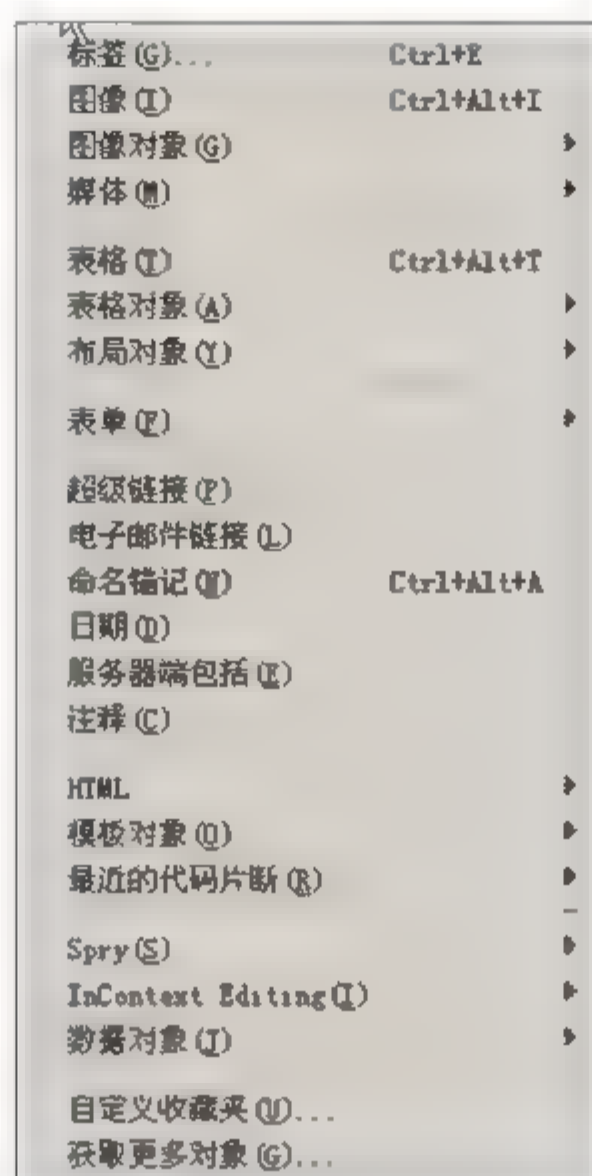 标签(G)... Ctrl+E
图像(I) Ctrl+Alt+I
图像对象(G)
媒体(M)
表格(T) Ctrl+Alt+T
表格对象(A)
布局对象(Y)
表单(F)
超级链接(P)
电子邮件链接(L)
命名锚记(N) Ctrl+Alt+A
日期(D)
服务器端包括(E)
注释(C)
HTML
模板对象(O)
最近的代码片断(R)
Spry(S)
InContext Editing(I)
数据对象(J)
自定义收藏夹(U)...
获取更多对象(G)...